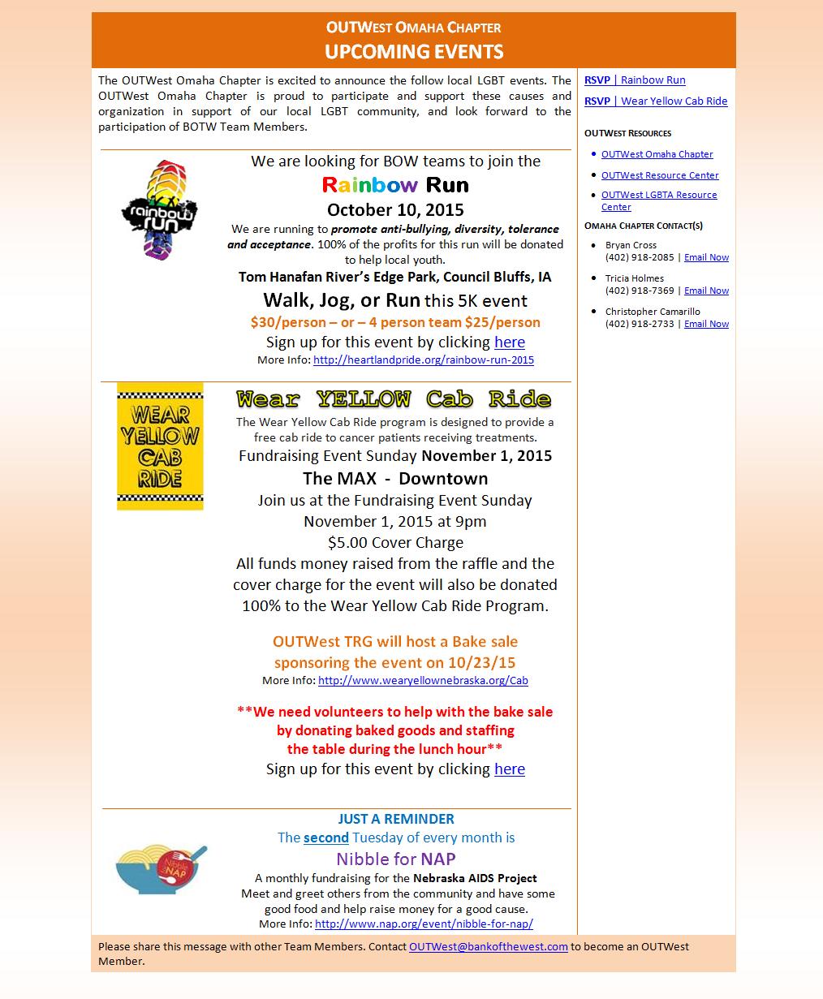 OUTWEST OMAHA CHAPTER
UPCOMING EVENTS
The OUTWest Omaha Chapter is excited to announce the follow local LGBT events. The
OUTWest Omaha Chapter is proud to participate and support these causes and
organization in support of our local LGBT community, and look forward to the
participation of BOTW Team Members.
rainbow
run
We are looking for BOW teams to join the
Rainbow Run
October 10, 2015
We are running to promote anti-bullying, diversity, tolerance
and acceptance. 100% of the profits for this run will be donated
to help local youth.
Tom Hanafan River’s Edge Park, Council Bluffs, IA
Walk, Jog, or Run this 5K event
$30/person – or – 4 person team $25/person
Sign up for this event by clicking here
More Info: http://heartlandpride.org/rainbow-run-2015
WEAR
YELLOW
CAB
RIDE
Wear YELLOW Cab Ride
The Wear Yellow Cab Ride program is designed to provide a
free cab ride to cancer patients receiving treatments.
Fundraising Event Sunday November 1, 2015
The MAX - Downtown
Join us at the Fundraising Event Sunday
November 1, 2015 at 9pm
$5.00 Cover Charge
All funds money raised from the raffle and the
cover charge for the event will also be donated
100% to the Wear Yellow Cab Ride Program.
OUTWest TRG will host a Bake sale
sponsoring the event on 10/23/15
More Info: http://www.wearyellownebraska.org/Cab
**We need volunteers to help with the bake sale
by donating baked goods and staffing
the table during the lunch hour**
Sign up for this event by clicking here
Nibble
for NAP
JUST A REMINDER
The second Tuesday of every month is
Nibble for NAP
A monthly fundraising for the Nebraska AIDS Project
Meet and greet others from the community and have some
good food and help raise money for a good cause.
More Info: http://www.nap.org/event/nibble-for-nap/
RSVP | Rainbow Run
RSVP | Wear Yellow Cab Ride
OUTWEST RESOURCES
• OUTWest Omaha Chapter
• OUTWest Resource Center
• OUTWest LGBTA Resource
Center
OMAHA CHAPTER CONTACT(S)
• Bryan Cross
(402) 918-2085 | Email Now
• Tricia Holmes
(402) 918-7369 | Email Now
• Christopher Camarillo
(402) 918-2733 | Email Now
Please share this message with other Team Members. Contact OUTWest@bankofthewest.com to become an OUTWest
Member.